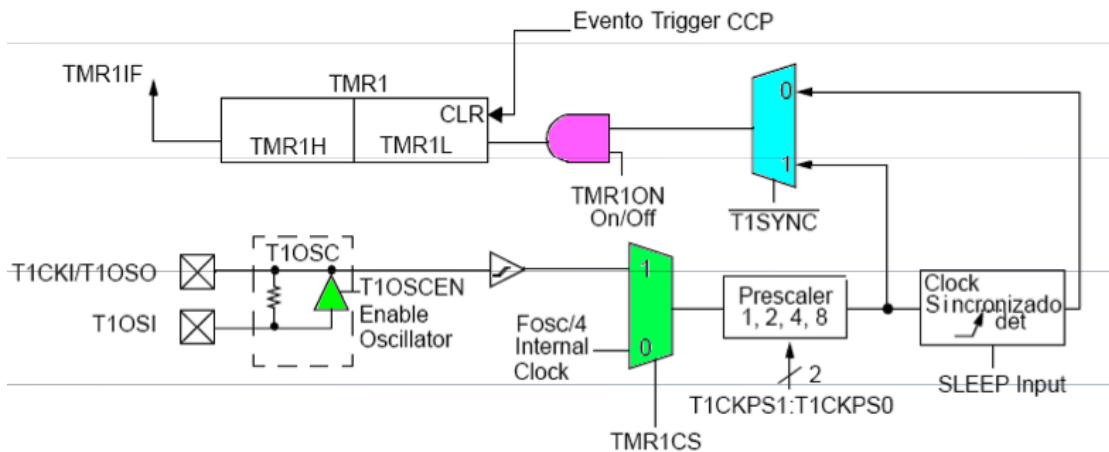 Evento Trigger CCP
TMR1IF
TMR1
CLR
TMR1H
TMR1L
0
1
TMR1ON
On/Off
T1SYNC
T1CKI/T1OSO
T1OSI
T1OSC
T1OSCEN
Enable
Oscillator
Fosc/4
Internal
Clock
1
0
TMR1CS
Prescaler
1, 2, 4, 8
2
T1CKPS1:T1CKPS0
Clock
Sincronizado
det
SLEEP Input